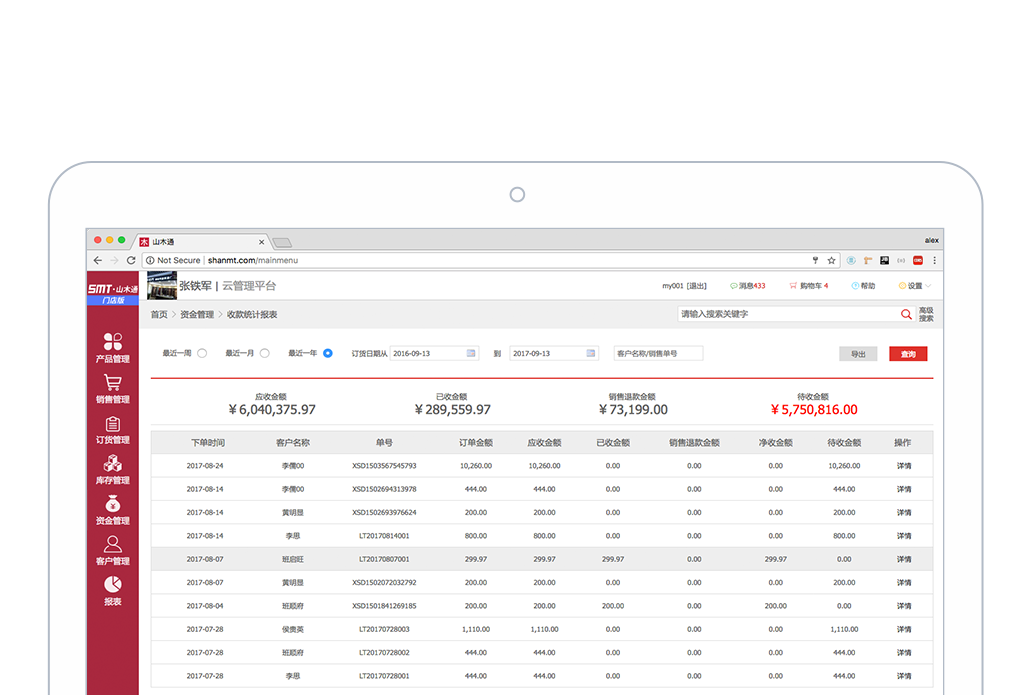 山木通
alex
Not Secure | shanmt.com/mainmenu
SMT·山木通
门店版
张铁军 | 云管理平台
my001 [退出] 消息433 购物车 4 帮助 设置
首页 资金管理 收款统计报表
请输入搜索关键字
高级搜索
产品管理
销售管理
订货管理
库存管理
资金管理
客户管理
报表
最近一周 最近一月 最近一年 订货日期从 2016-09-13 到 2017-09-13 客户名称/销售单号 导出 查询
应收金额 已收金额 销售退款金额 待收金额
¥6,040,375.97 ¥289,559.97 ¥73,199.00 ¥5,750,816.00
下单时间 客户名称 单号 订单金额 应收金额 已收金额 销售退款金额 净收金额 待收金额 操作
2017-08-24 李儒00 XSD1503567545793 10,260.00 10,260.00 0.00 0.00 0.00 10,260.00 详情
2017-08-14 李儒00 XSD1502694313978 444.00 444.00 0.00 0.00 0.00 444.00 详情
2017-08-14 黄明显 XSD1502693976624 200.00 200.00 0.00 0.00 0.00 200.00 详情
2017-08-14 李思 LT20170814001 800.00 800.00 0.00 0.00 0.00 800.00 详情
2017-08-07 班启旺 LT20170807001 299.97 299.97 299.97 0.00 299.97 0.00 详情
2017-08-07 黄明显 XSD1502072032792 200.00 200.00 0.00 0.00 0.00 200.00 详情
2017-08-04 班顺府 XSD1501841269185 200.00 200.00 200.00 0.00 200.00 0.00 详情
2017-07-28 侯贵英 LT20170728003 1,110.00 1,110.00 0.00 0.00 0.00 1,110.00 详情
2017-07-28 班顺府 LT20170728002 444.00 444.00 0.00 0.00 0.00 444.00 详情
2017-07-28 李思 LT20170728001 444.00 444.00 0.00 0.00 0.00 444.00 详情